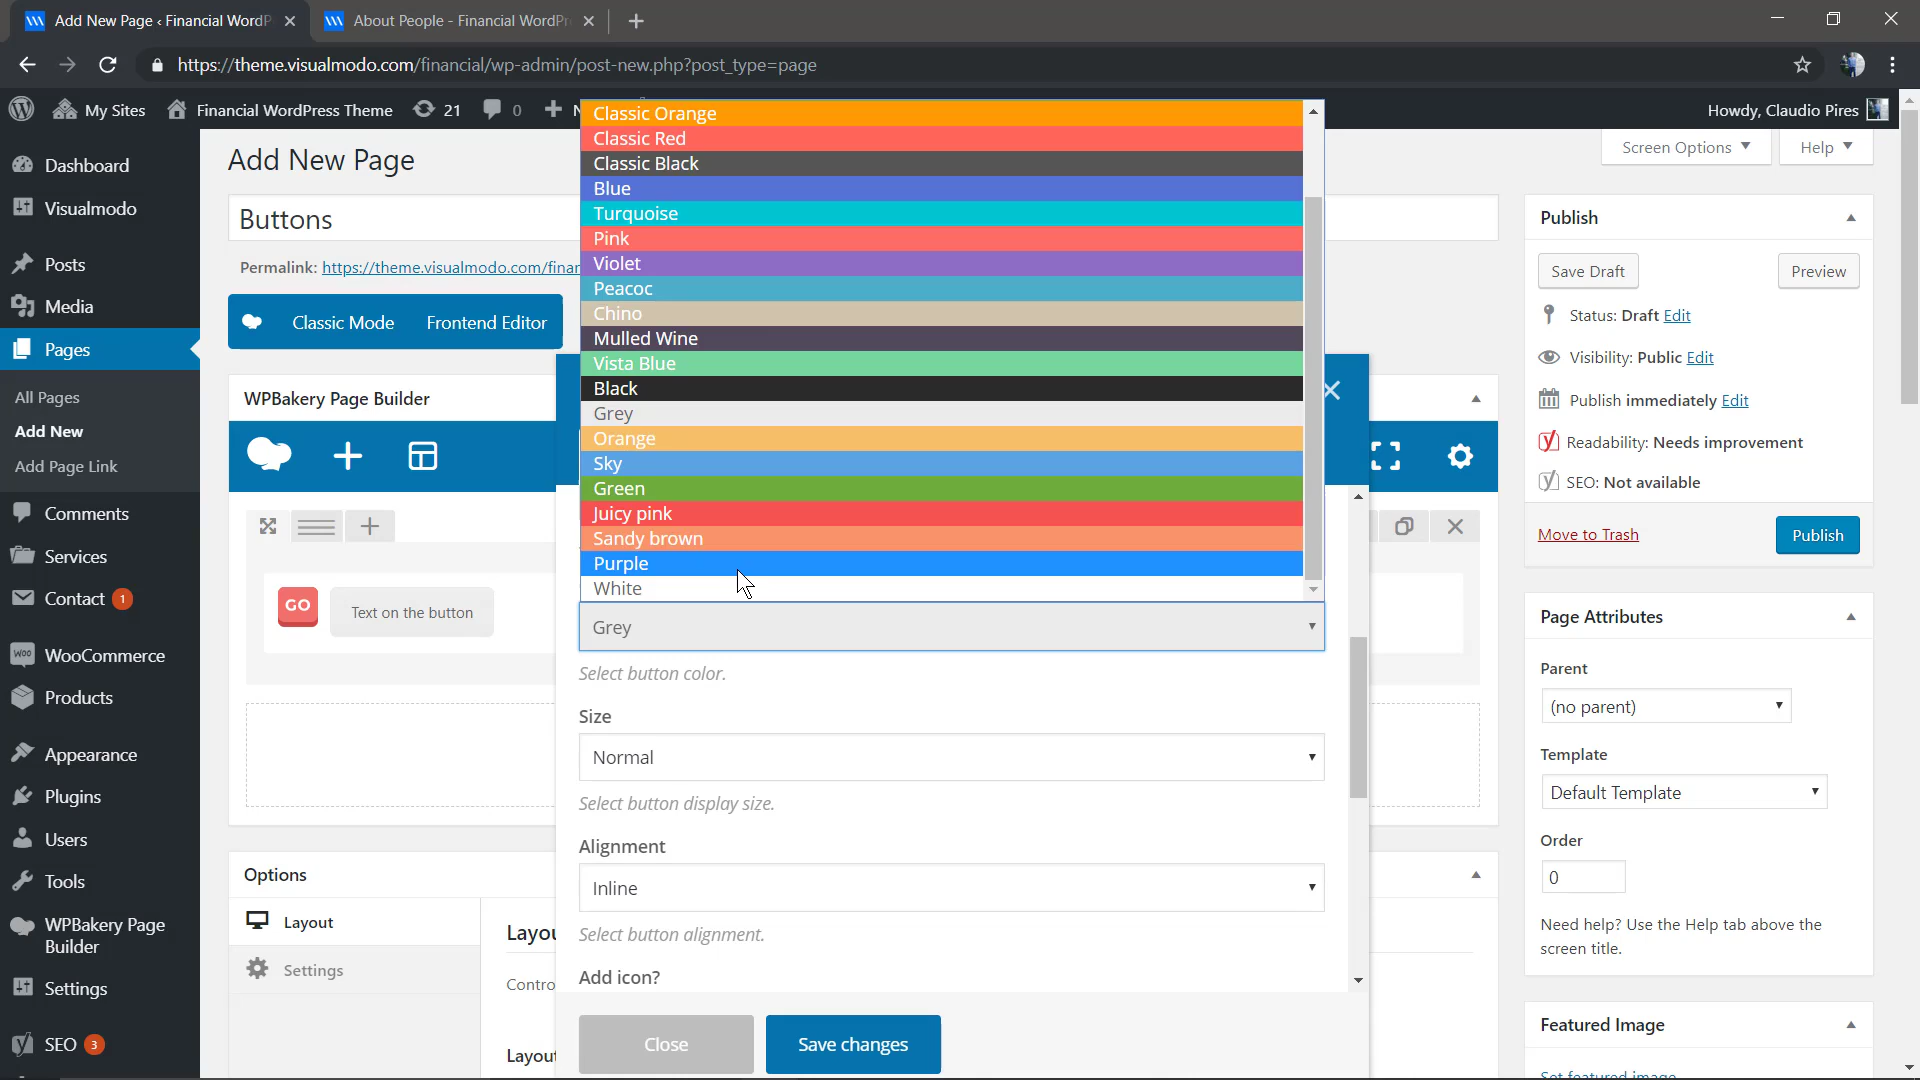 Add New Page ‹ Financial WordP
About People - Financial WordPr
https://theme.visualmodo.com/financial/wp-admin/post-new.php?post_type=page
My Sites
Financial WordPress Theme
21
0
N
Howdy, Claudio Pires
Dashboard
Visualmodo
Posts
Media
Pages
All Pages
Add New
Add Page Link
Comments
Services
Contact 1
WooCommerce
Products
Appearance
Plugins
Users
Tools
WPBakery Page
Builder
Settings
SEO 3
Add New Page
Screen Options
Help
Buttons
Permalink: https://theme.visualmodo.com/finan
Classic Mode
Frontend Editor
WPBakery Page Builder
GO
Text on the button
Options
Layout
Settings
Layou
Contro
Layout
Classic Orange
Classic Red
Classic Black
Blue
Turquoise
Pink
Violet
Peacoc
Chino
Mulled Wine
Vista Blue
Black
Grey
Orange
Sky
Green
Juicy pink
Sandy brown
Purple
White
Grey
Select button color.
Size
Normal
Select button display size.
Alignment
Inline
Select button alignment.
Add icon?
Close
Save changes
Publish
Save Draft
Preview
Status: Draft Edit
Visibility: Public Edit
Publish immediately Edit
Readability: Needs improvement
SEO: Not available
Move to Trash
Publish
Page Attributes
Parent
(no parent)
Template
Default Template
Order
0
Need help? Use the Help tab above the
screen title.
Featured Image
Set featured image